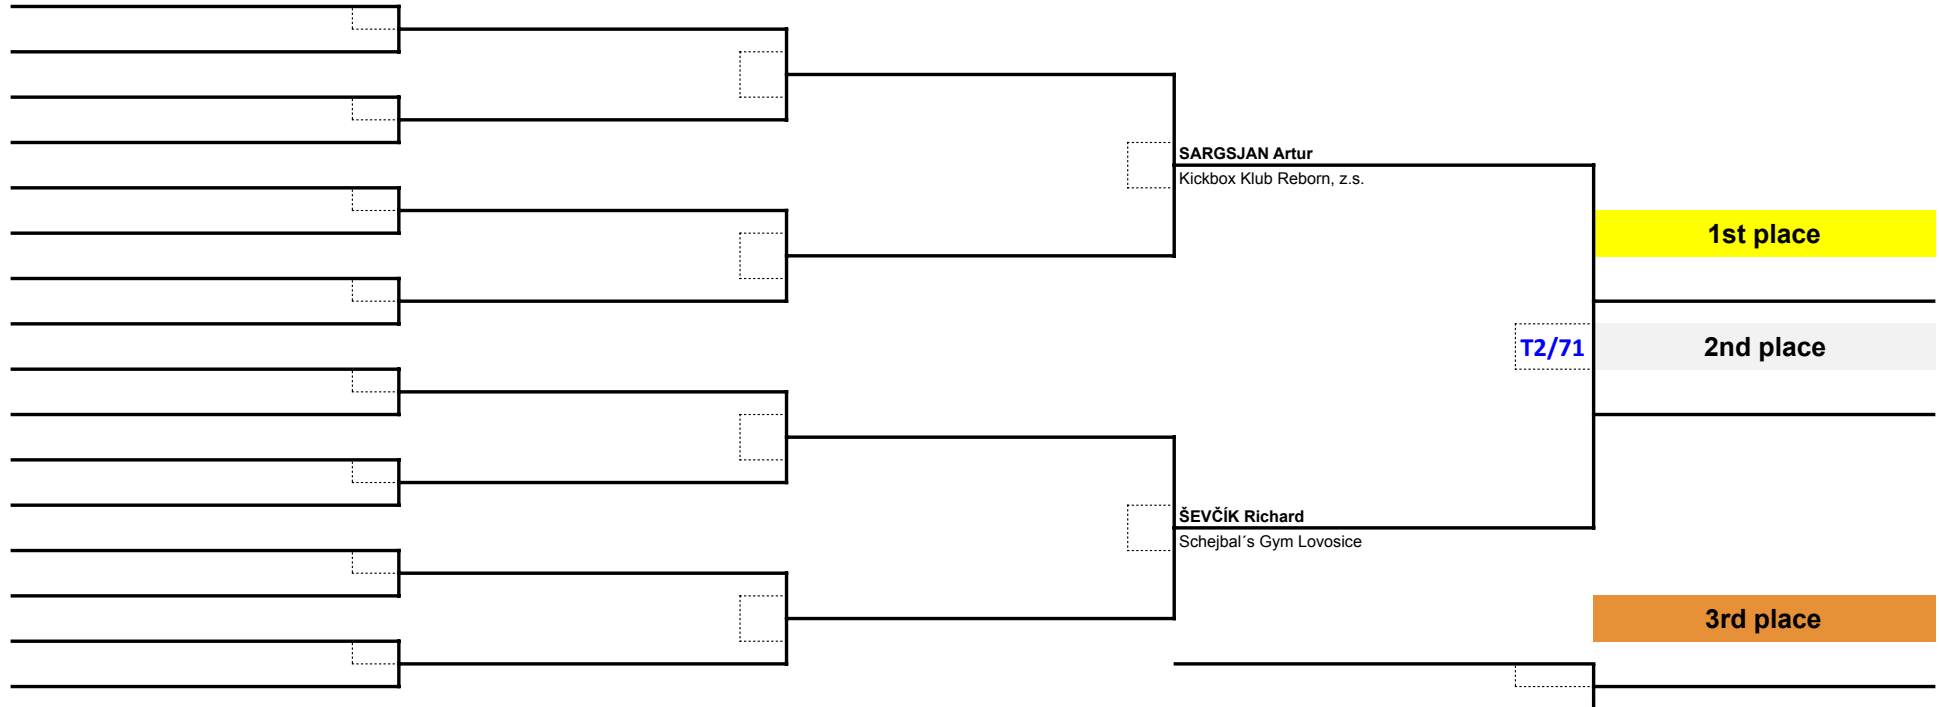 SARGSJAN Artur
Kickbox Klub Reborn, z.s.
1st place
T2/71
2nd place
ŠEVČÍK Richard
Schejbal´s Gym Lovosice
3rd place